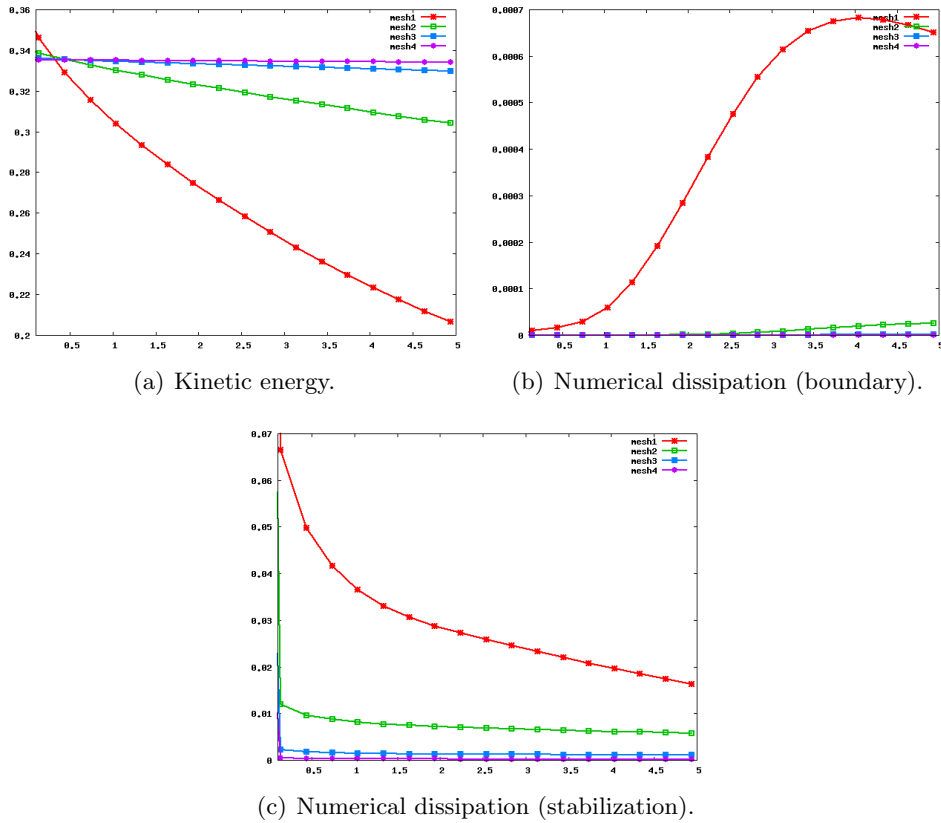 0.36
0.34
0.32
0.3
0.28
0.26
0.24
0.22
0.2
0.5 1 1.5 2 2.5 3 3.5 4 4.5 5
mesh1
mesh2
mesh3
mesh4
(a) Kinetic energy.
0.0007
0.0006
0.0005
0.0004
0.0003
0.0002
0.0001
0
0.5 1 1.5 2 2.5 3 3.5 4 4.5 5
mesh1
mesh2
mesh3
mesh4
(b) Numerical dissipation (boundary).
0.07
0.06
0.05
0.04
0.03
0.02
0.01
0
0.5 1 1.5 2 2.5 3 3.5 4 4.5 5
mesh1
mesh2
mesh3
mesh4
(c) Numerical dissipation (stabilization).